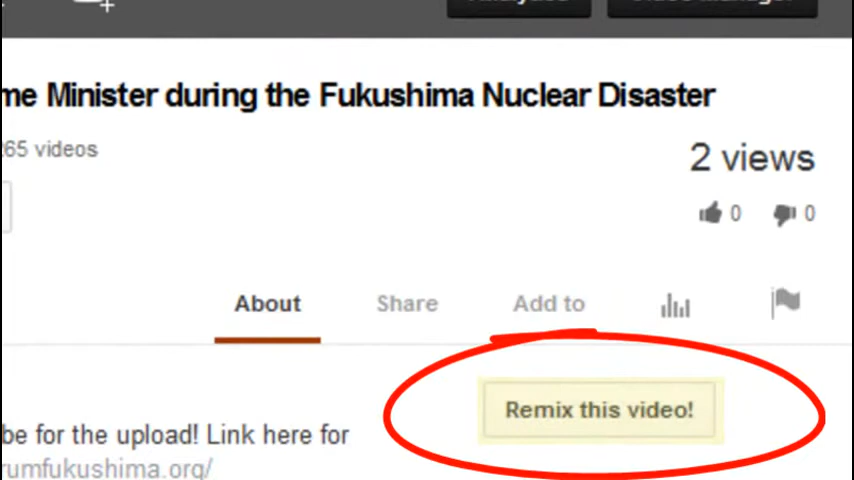 me Minister during the Fukushima Nuclear Disaster
265 videos
2 views
0 0
About Share Add to
Remix this video!
be for the upload! Link here for
rumfukushima.org/